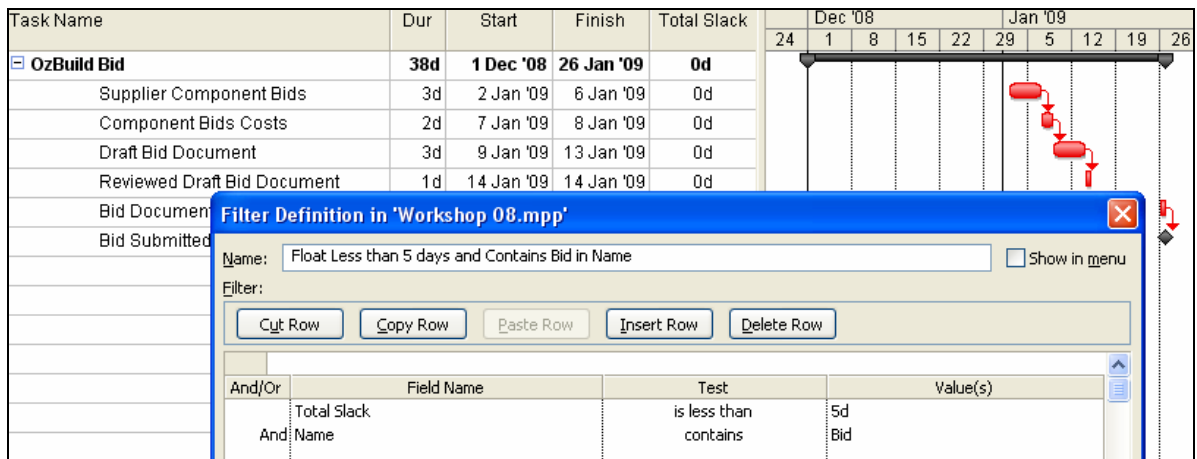 Task Name Dur Start Finish Total Slack Dec '08 Jan '09
24 1 8 15 22 29 5 12 19 26
OzBuild Bid 38d 1 Dec '08 26 Jan '09 0d
Supplier Component Bids 3d 2 Jan '09 6 Jan '09 0d
Component Bids Costs 2d 7 Jan '09 8 Jan '09 0d
Draft Bid Document 3d 9 Jan '09 13 Jan '09 0d
Reviewed Draft Bid Document 1d 14 Jan '09 14 Jan '09 0d
Bid Document
Bid Submitted
Filter Definition in 'Workshop 08.mpp'
Name: Float Less than 5 days and Contains Bid in Name Show in menu
Filter:
Cut Row Copy Row Paste Row Insert Row Delete Row
And/Or Field Name Test Value(s)
Total Slack is less than 5d
And Name contains Bid